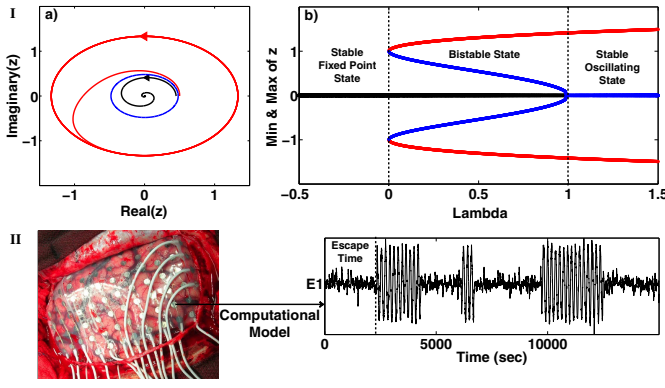 I
a)
Imaginary(z)
1
0
−1
−1
0
1
Real(z)
b)
Min & Max of z
1
0
−1
Stable
Fixed Point
State
Bistable State
Stable
Oscillating
State
−0.5
0
0.5
1
1.5
Lambda
II
Computational
Model
Escape
Time
E1
0
5000
10000
Time (sec)